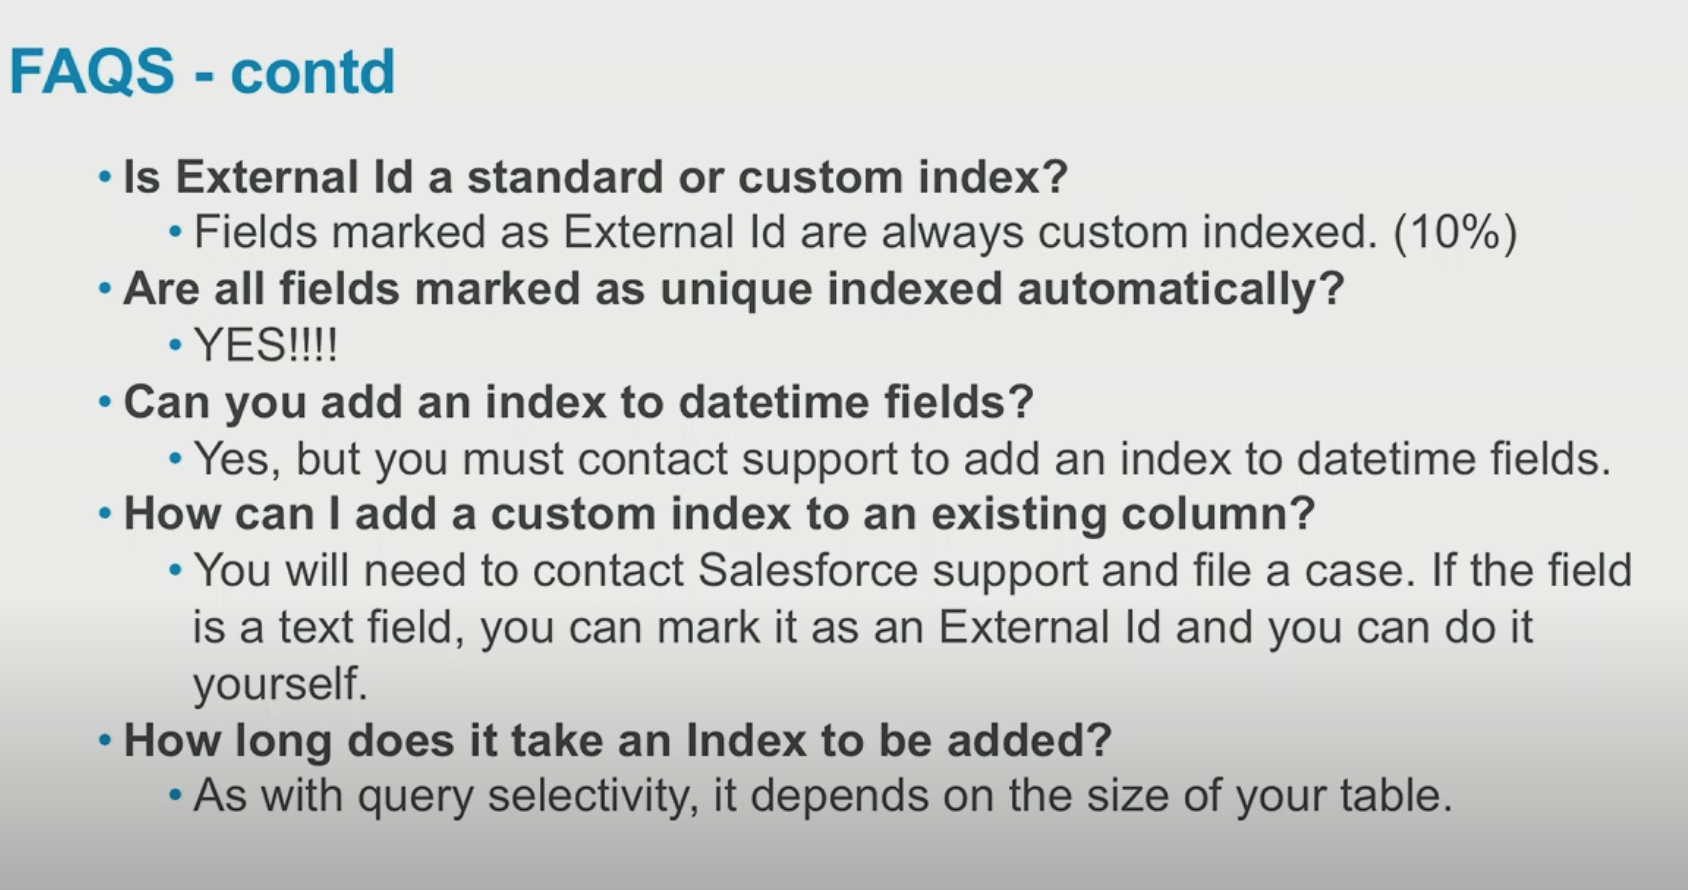 FAQS - contd
• Is External Id a standard or custom index?
• Fields marked as External Id are always custom indexed. (10%)
• Are all fields marked as unique indexed automatically?
• YES!!!!
• Can you add an index to datetime fields?
• Yes, but you must contact support to add an index to datetime fields.
• How can I add a custom index to an existing column?
• You will need to contact Salesforce support and file a case. If the field
is a text field, you can mark it as an External Id and you can do it
yourself.
• How long does it take an Index to be added?
• As with query selectivity, it depends on the size of your table.